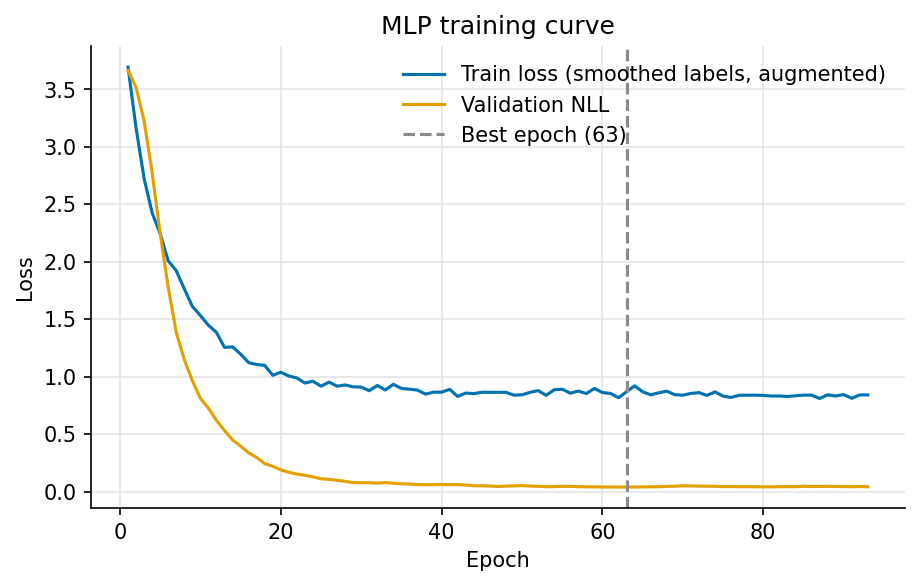 MLP training curve
Train loss (smoothed labels, augmented)
Validation NLL
Best epoch (63)
Loss
3.5
3.0
2.5
2.0
1.5
1.0
0.5
0.0
0 20 40 60 80
Epoch